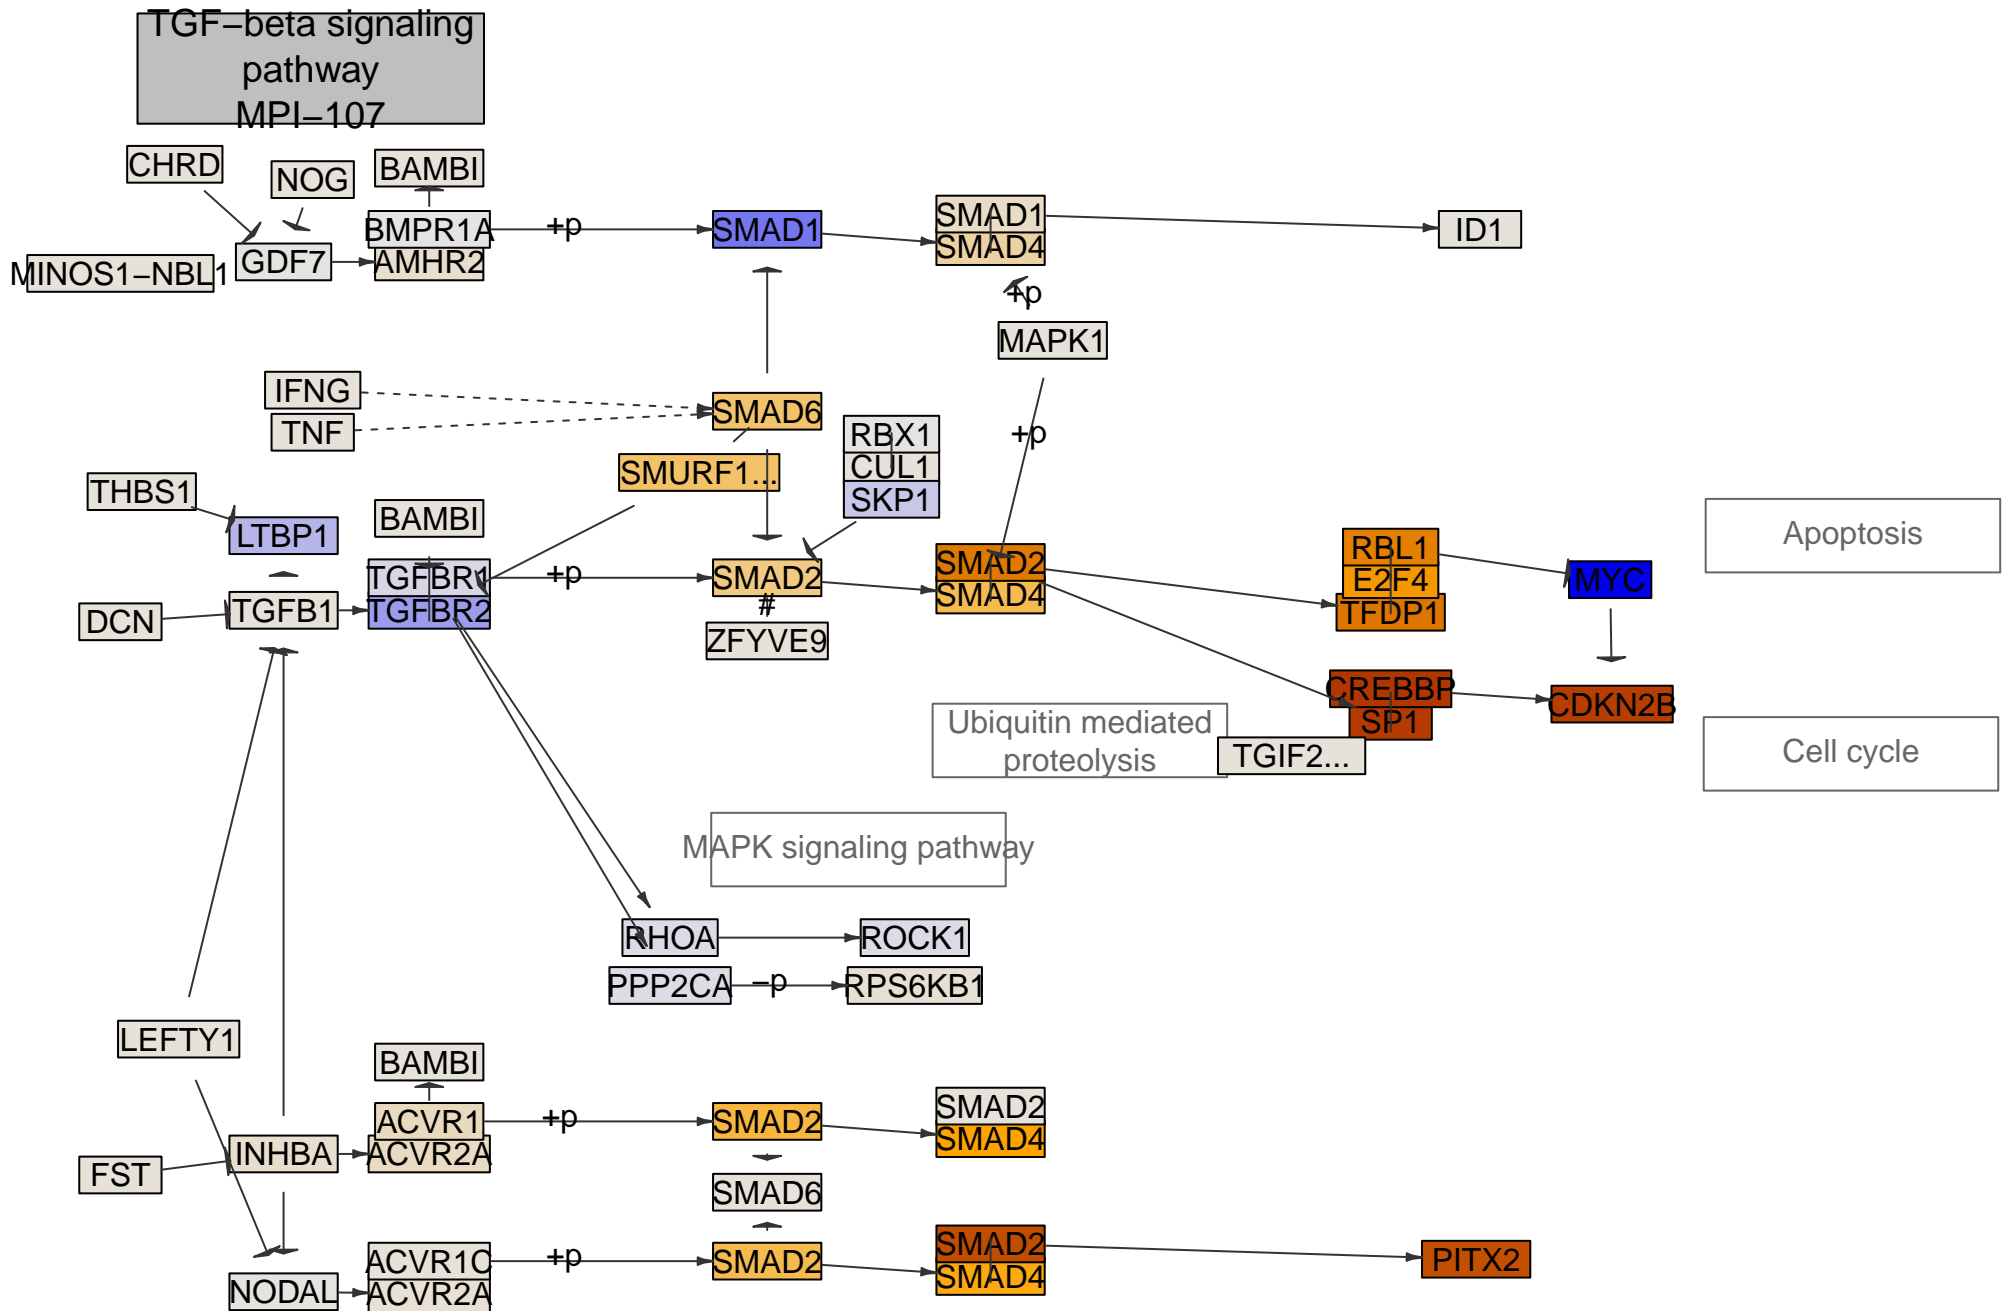 TGF−beta signaling
pathway
MPI−107
CHRD
NOG
BAMBI
BMPR1A
+p
SMAD1
SMAD1
SMAD4
ID1
MINOS1−NBL1
GDF7
AMHR2
+p
MAPK1
IFNG
TNF
SMAD6
+p
RBX1
CUL1
SKP1
SMURF1...
THBS1
LTBP1
BAMBI
TGFBR1
TGFBR2
+p
SMAD2
#
ZFYVE9
SMAD2
SMAD4
RBL1
E2F4
TFDP1
MYC
Apoptosis
DCN
TGFB1
CREBBP
SP1
CDKN2B
Ubiquitin mediated
proteolysis
TGIF2...
Cell cycle
MAPK signaling pathway
RHOA
ROCK1
PPP2CA
−p
RPS6KB1
LEFTY1
BAMBI
ACVR1
ACVR2A
+p
SMAD2
SMAD2
SMAD4
FST
INHBA
SMAD6
ACVR1C
ACVR2A
+p
SMAD2
SMAD2
SMAD4
PITX2
NODAL